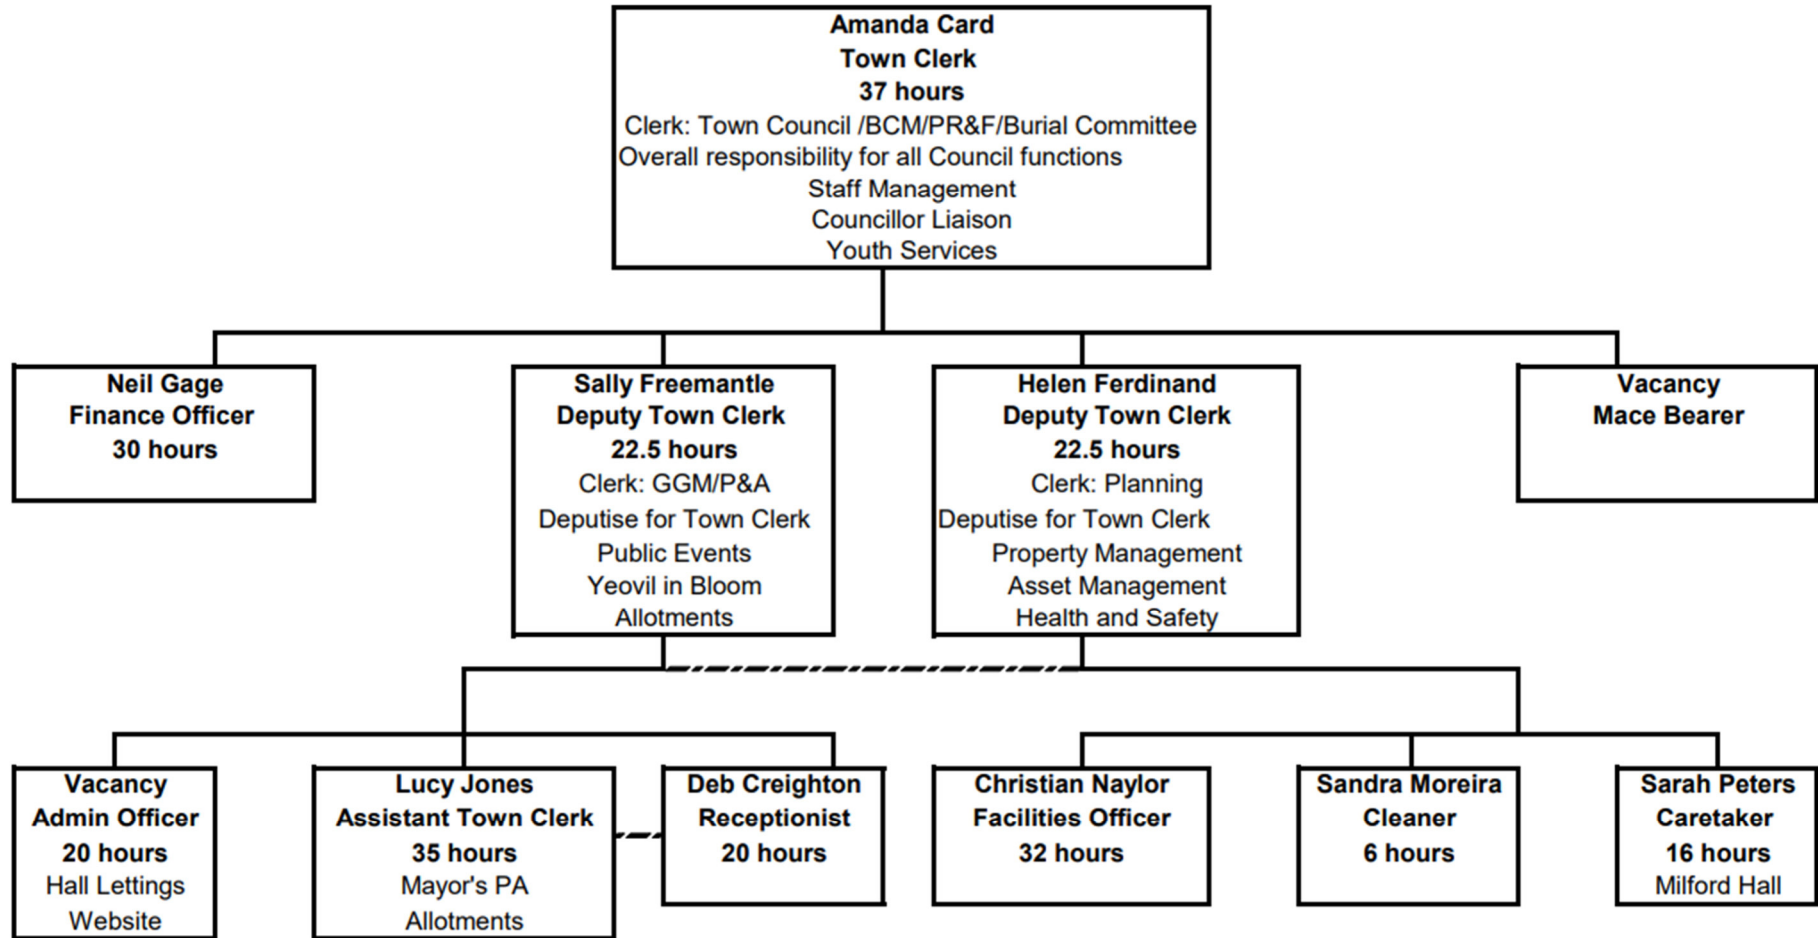 Amanda Card
Town Clerk
37 hours
Clerk: Town Council /BCM/PR&F/Burial Committee
Overall responsibility for all Council functions
Staff Management
Councillor Liaison
Youth Services
Neil Gage
Finance Officer
30 hours
Sally Freemantle
Deputy Town Clerk
22.5 hours
Clerk: GGM/P&A
Deputise for Town Clerk
Public Events
Yeovil in Bloom
Allotments
Helen Ferdinand
Deputy Town Clerk
22.5 hours
Clerk: Planning
Deputise for Town Clerk
Property Management
Asset Management
Health and Safety
Vacancy
Mace Bearer
Vacancy
Admin Officer
20 hours
Hall Lettings
Website
Lucy Jones
Assistant Town Clerk
35 hours
Mayor's PA
Allotments
Deb Creighton
Receptionist
20 hours
Christian Naylor
Facilities Officer
32 hours
Sandra Moreira
Cleaner
6 hours
Sarah Peters
Caretaker
16 hours
Milford Hall